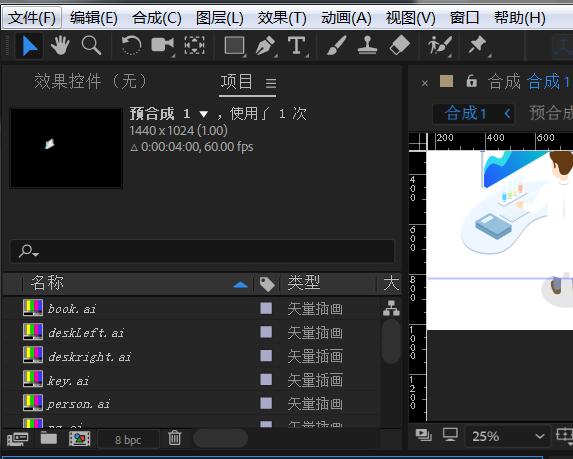 文件(F) 编辑(E) 合成(C) 图层(L) 效果(T) 动画(A) 视图(V) 窗口 帮助(H)
效果控件 (无) 项目
合成 合成 1
预合成 1 ，使用了 1 次
1440 x 1024 (1.00)
△ 0:00:04:00, 60.00 fps
合成1 预合成
200 400 600
400
600
800
1000
1200
名称 类型 大
book.ai 矢量插画
deskLeft.ai 矢量插画
deskright.ai 矢量插画
key.ai 矢量插画
person.ai 矢量插画
8 bpc
25%